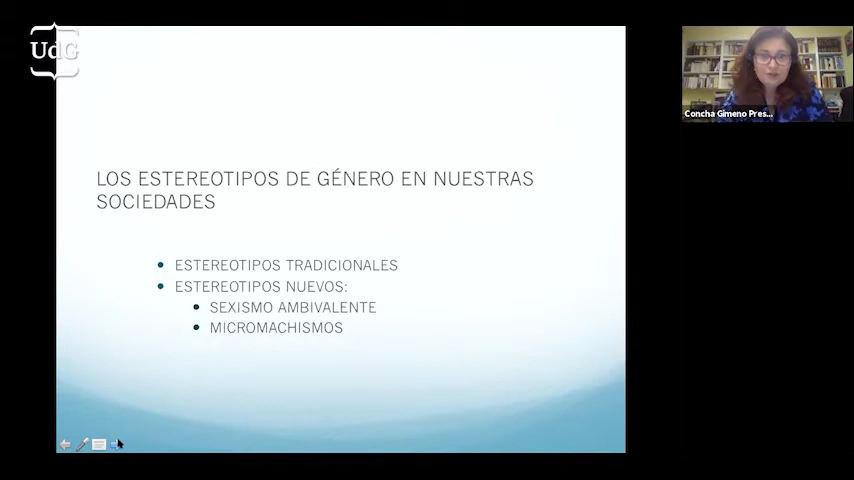 UdG
LOS ESTEREOTIPOS DE GÉNERO EN NUESTRAS
SOCIEDADES
• ESTEREOTIPOS TRADICIONALES
• ESTEREOTIPOS NUEVOS:
• SEXISMO AMBIVALENTE
• MICROMACHISMOS
Concha Gimeno Pres...